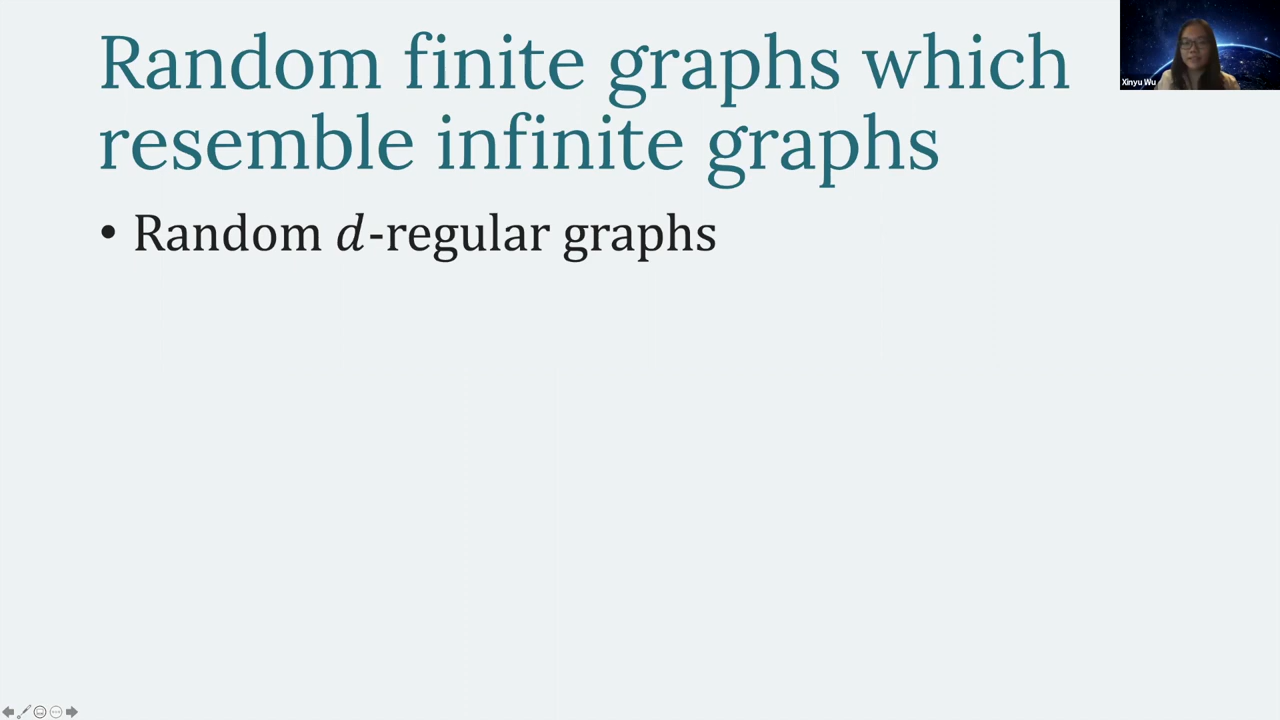 Random finite graphs which
resemble infinite graphs
• Random d-regular graphs
Xinyu Wu